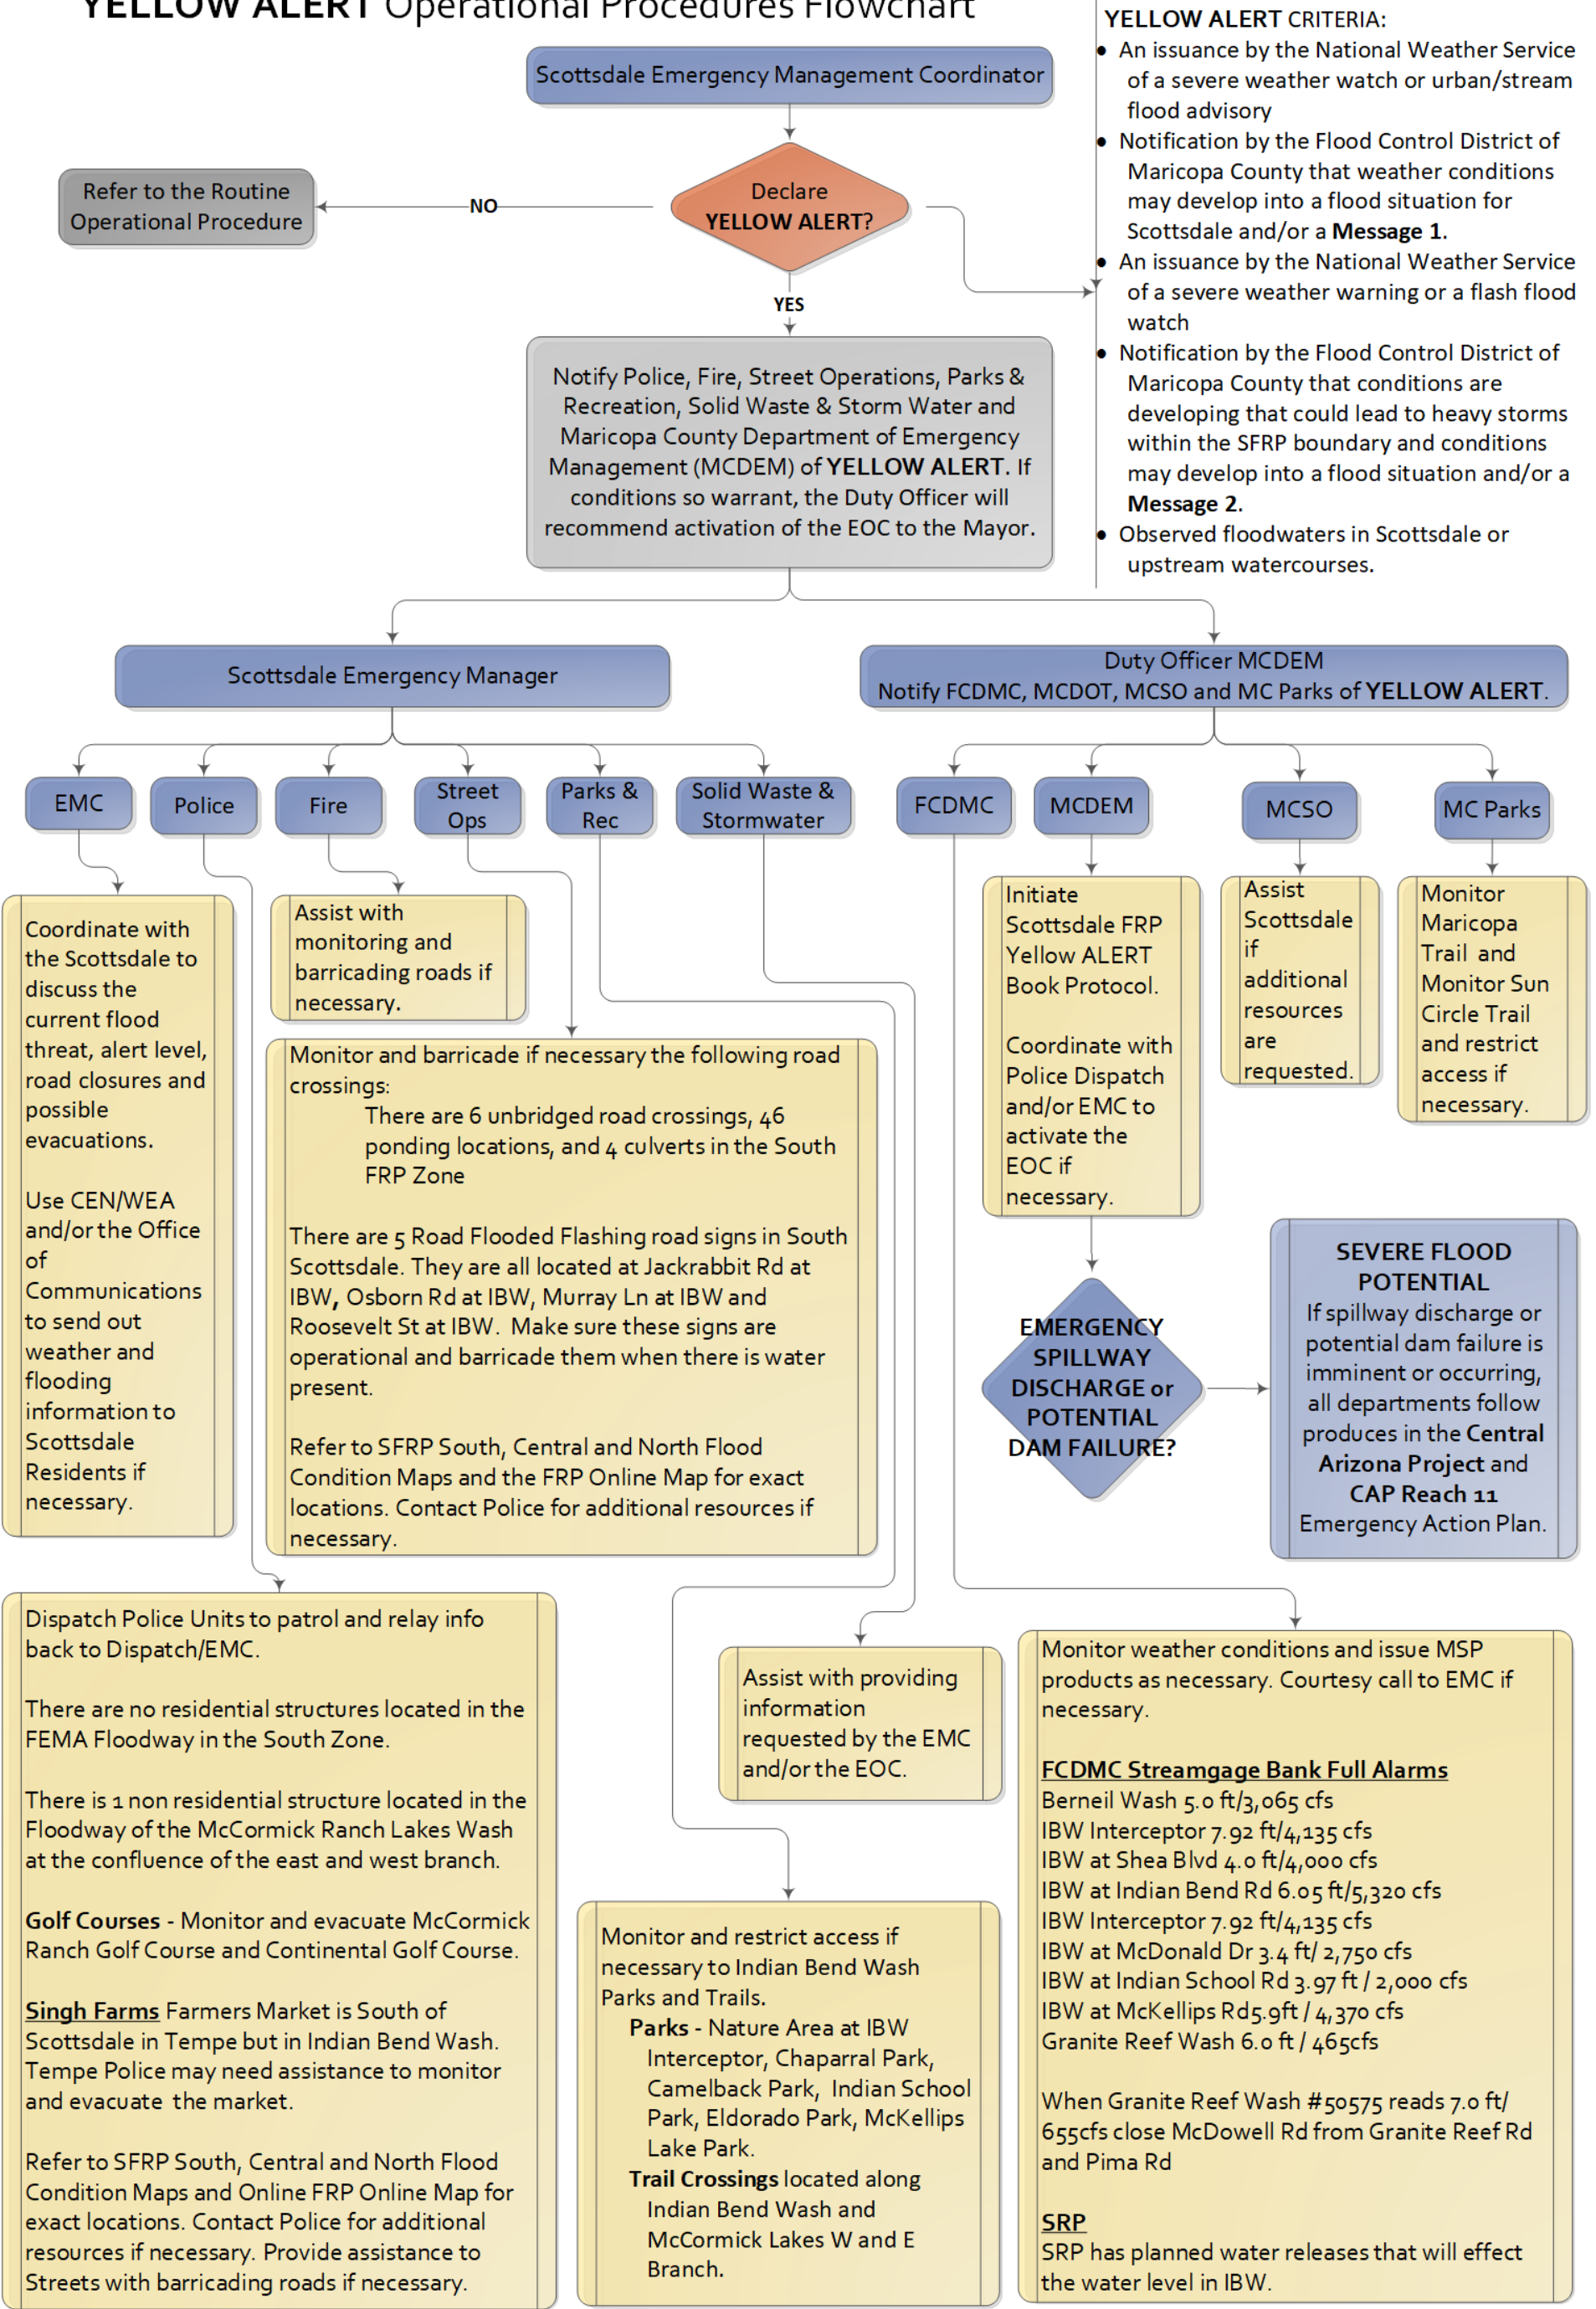 YELLOW ALERT Operational Procedures Flowchart
Scottsdale Emergency Management Coordinator
Declare
YELLOW ALERT?
NO
Refer to the Routine
Operational Procedure
YES
YELLOW ALERT CRITERIA:
● An issuance by the National Weather Service
of a severe weather watch or urban/stream
flood advisory
● Notification by the Flood Control District of
Maricopa County that weather conditions
may develop into a flood situation for
Scottsdale and/or a Message 1.
● An issuance by the National Weather Service
of a severe weather warning or a flash flood
watch
● Notification by the Flood Control District of
Maricopa County that conditions are
developing that could lead to heavy storms
within the SFRP boundary and conditions
may develop into a flood situation and/or a
Message 2.
● Observed floodwaters in Scottsdale or
upstream watercourses.
Notify Police, Fire, Street Operations, Parks &
Recreation, Solid Waste & Storm Water and
Maricopa County Department of Emergency
Management (MCDEM) of YELLOW ALERT. If
conditions so warrant, the Duty Officer will
recommend activation of the EOC to the Mayor.
Scottsdale Emergency Manager
Duty Officer MCDEM
Notify FCDMC, MCDOT, MCSO and MC Parks of YELLOW ALERT.
EMC
Police
Fire
Street
Ops
Parks &
Rec
Solid Waste &
Stormwater
FCDMC
MCDEM
MCSO
MC Parks
Coordinate with
the Scottsdale to
discuss the
current flood
threat, alert level,
road closures and
possible
evacuations.
Use CEN/WEA
and/or the Office
of
Communications
to send out
weather and
flooding
information to
Scottsdale
Residents if
necessary.
Assist with
monitoring and
barricading roads if
necessary.
Monitor and barricade if necessary the following road
crossings:
There are 6 unbridged road crossings, 46
ponding locations, and 4 culverts in the South
FRP Zone
There are 5 Road Flooded Flashing road signs in South
Scottsdale. They are all located at Jackrabbit Rd at
IBW, Osborn Rd at IBW, Murray Ln at IBW and
Roosevelt St at IBW. Make sure these signs are
operational and barricade them when there is water
present.
Refer to SFRP South, Central and North Flood
Condition Maps and the FRP Online Map for exact
locations. Contact Police for additional resources if
necessary.
Initiate
Scottsdale FRP
Yellow ALERT
Book Protocol.
Coordinate with
Police Dispatch
and/or EMC to
activate the
EOC if
necessary.
Assist
Scottsdale
if
additional
resources
are
requested.
Monitor
Maricopa
Trail and
Monitor Sun
Circle Trail
and restrict
access if
necessary.
EMERGENCY
SPILLWAY
DISCHARGE or
POTENTIAL
DAM FAILURE?
SEVERE FLOOD
POTENTIAL
If spillway discharge or
potential dam failure is
imminent or occurring,
all departments follow
produces in the Central
Arizona Project and
CAP Reach 11
Emergency Action Plan.
Dispatch Police Units to patrol and relay info
back to Dispatch/EMC.
There are no residential structures located in the
FEMA Floodway in the South Zone.
There is 1 non residential structure located in the
Floodway of the McCormick Ranch Lakes Wash
at the confluence of the east and west branch.
Golf Courses - Monitor and evacuate McCormick
Ranch Golf Course and Continental Golf Course.
Singh Farms Farmers Market is South of
Scottsdale in Tempe but in Indian Bend Wash.
Tempe Police may need assistance to monitor
and evacuate the market.
Refer to SFRP South, Central and North Flood
Condition Maps and Online FRP Online Map for
exact locations. Contact Police for additional
resources if necessary. Provide assistance to
Streets with barricading roads if necessary.
Assist with providing
information
requested by the EMC
and/or the EOC.
Monitor and restrict access if
necessary to Indian Bend Wash
Parks and Trails.
Parks - Nature Area at IBW
Interceptor, Chaparral Park,
Camelback Park, Indian School
Park, Eldorado Park, McKellips
Lake Park.
Trail Crossings located along
Indian Bend Wash and
McCormick Lakes W and E
Branch.
Monitor weather conditions and issue MSP
products as necessary. Courtesy call to EMC if
necessary.
FCDMC Streamgage Bank Full Alarms
Berneil Wash 5.0 ft/3,065 cfs
IBW Interceptor 7.92 ft/4,135 cfs
IBW at Shea Blvd 4.0 ft/4,000 cfs
IBW at Indian Bend Rd 6.05 ft/5,320 cfs
IBW Interceptor 7.92 ft/4,135 cfs
IBW at McDonald Dr 3.4 ft/ 2,750 cfs
IBW at Indian School Rd 3.97 ft / 2,000 cfs
IBW at McKellips Rd5.9ft / 4,370 cfs
Granite Reef Wash 6.0 ft / 465cfs
When Granite Reef Wash #50575 reads 7.0 ft/
655cfs close McDowell Rd from Granite Reef Rd
and Pima Rd
SRP
SRP has planned water releases that will effect
the water level in IBW.